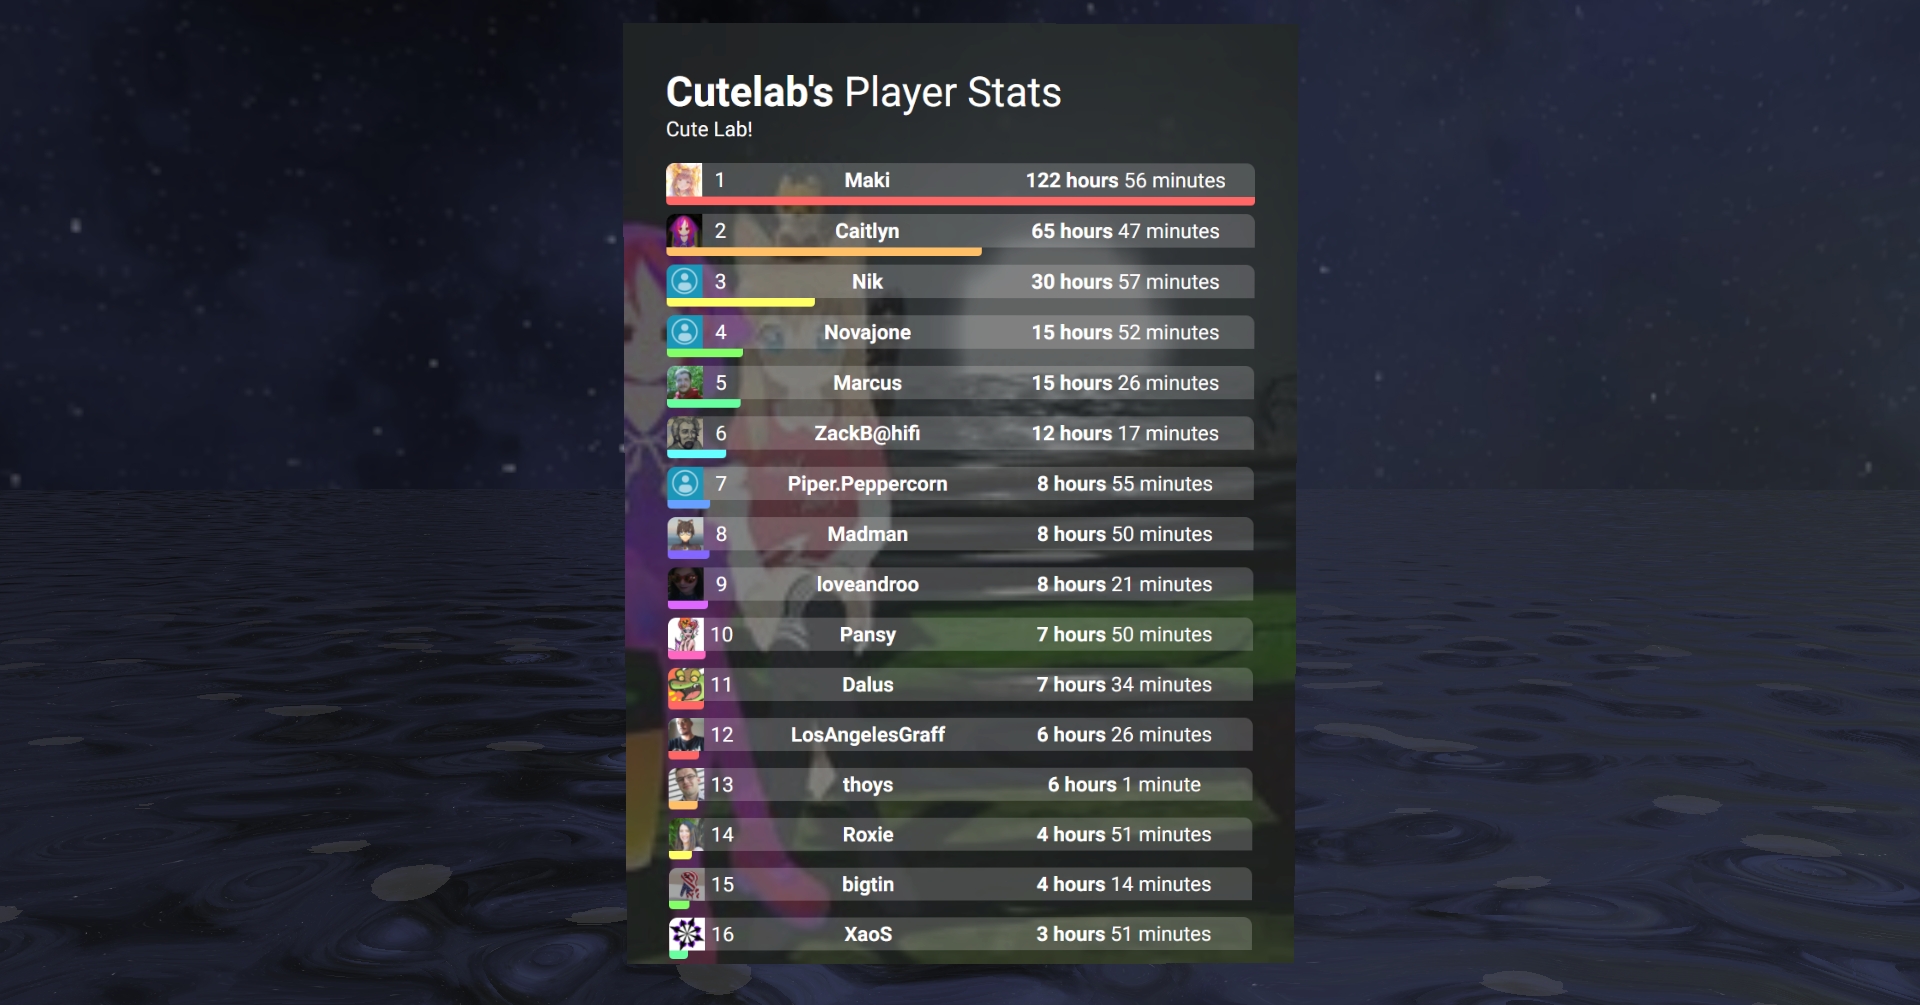 Cutelab's Player Stats
Cute Lab!
1 Maki 122 hours 56 minutes
2 Caitlyn 65 hours 47 minutes
3 Nik 30 hours 57 minutes
4 Novajone 15 hours 52 minutes
5 Marcus 15 hours 26 minutes
6 ZackB@hifi 12 hours 17 minutes
7 Piper.Peppercorn 8 hours 55 minutes
8 Madman 8 hours 50 minutes
9 loveandroo 8 hours 21 minutes
10 Pansy 7 hours 50 minutes
11 Dalus 7 hours 34 minutes
12 LosAngelesGraff 6 hours 26 minutes
13 thoys 6 hours 1 minute
14 Roxie 4 hours 51 minutes
15 bigtin 4 hours 14 minutes
16 XaoS 3 hours 51 minutes